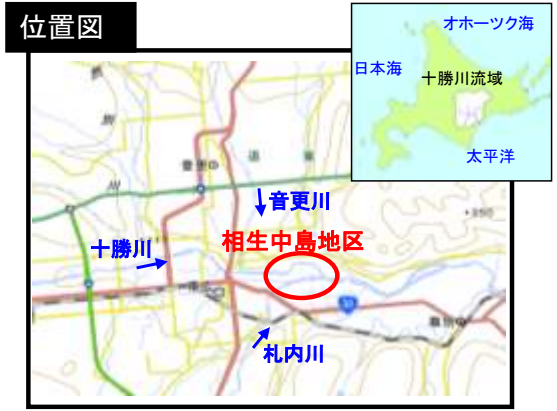 位置図
オホーツク海
日本海
十勝川流域
太平洋
音更川
相生中島地区
十勝川
札内川